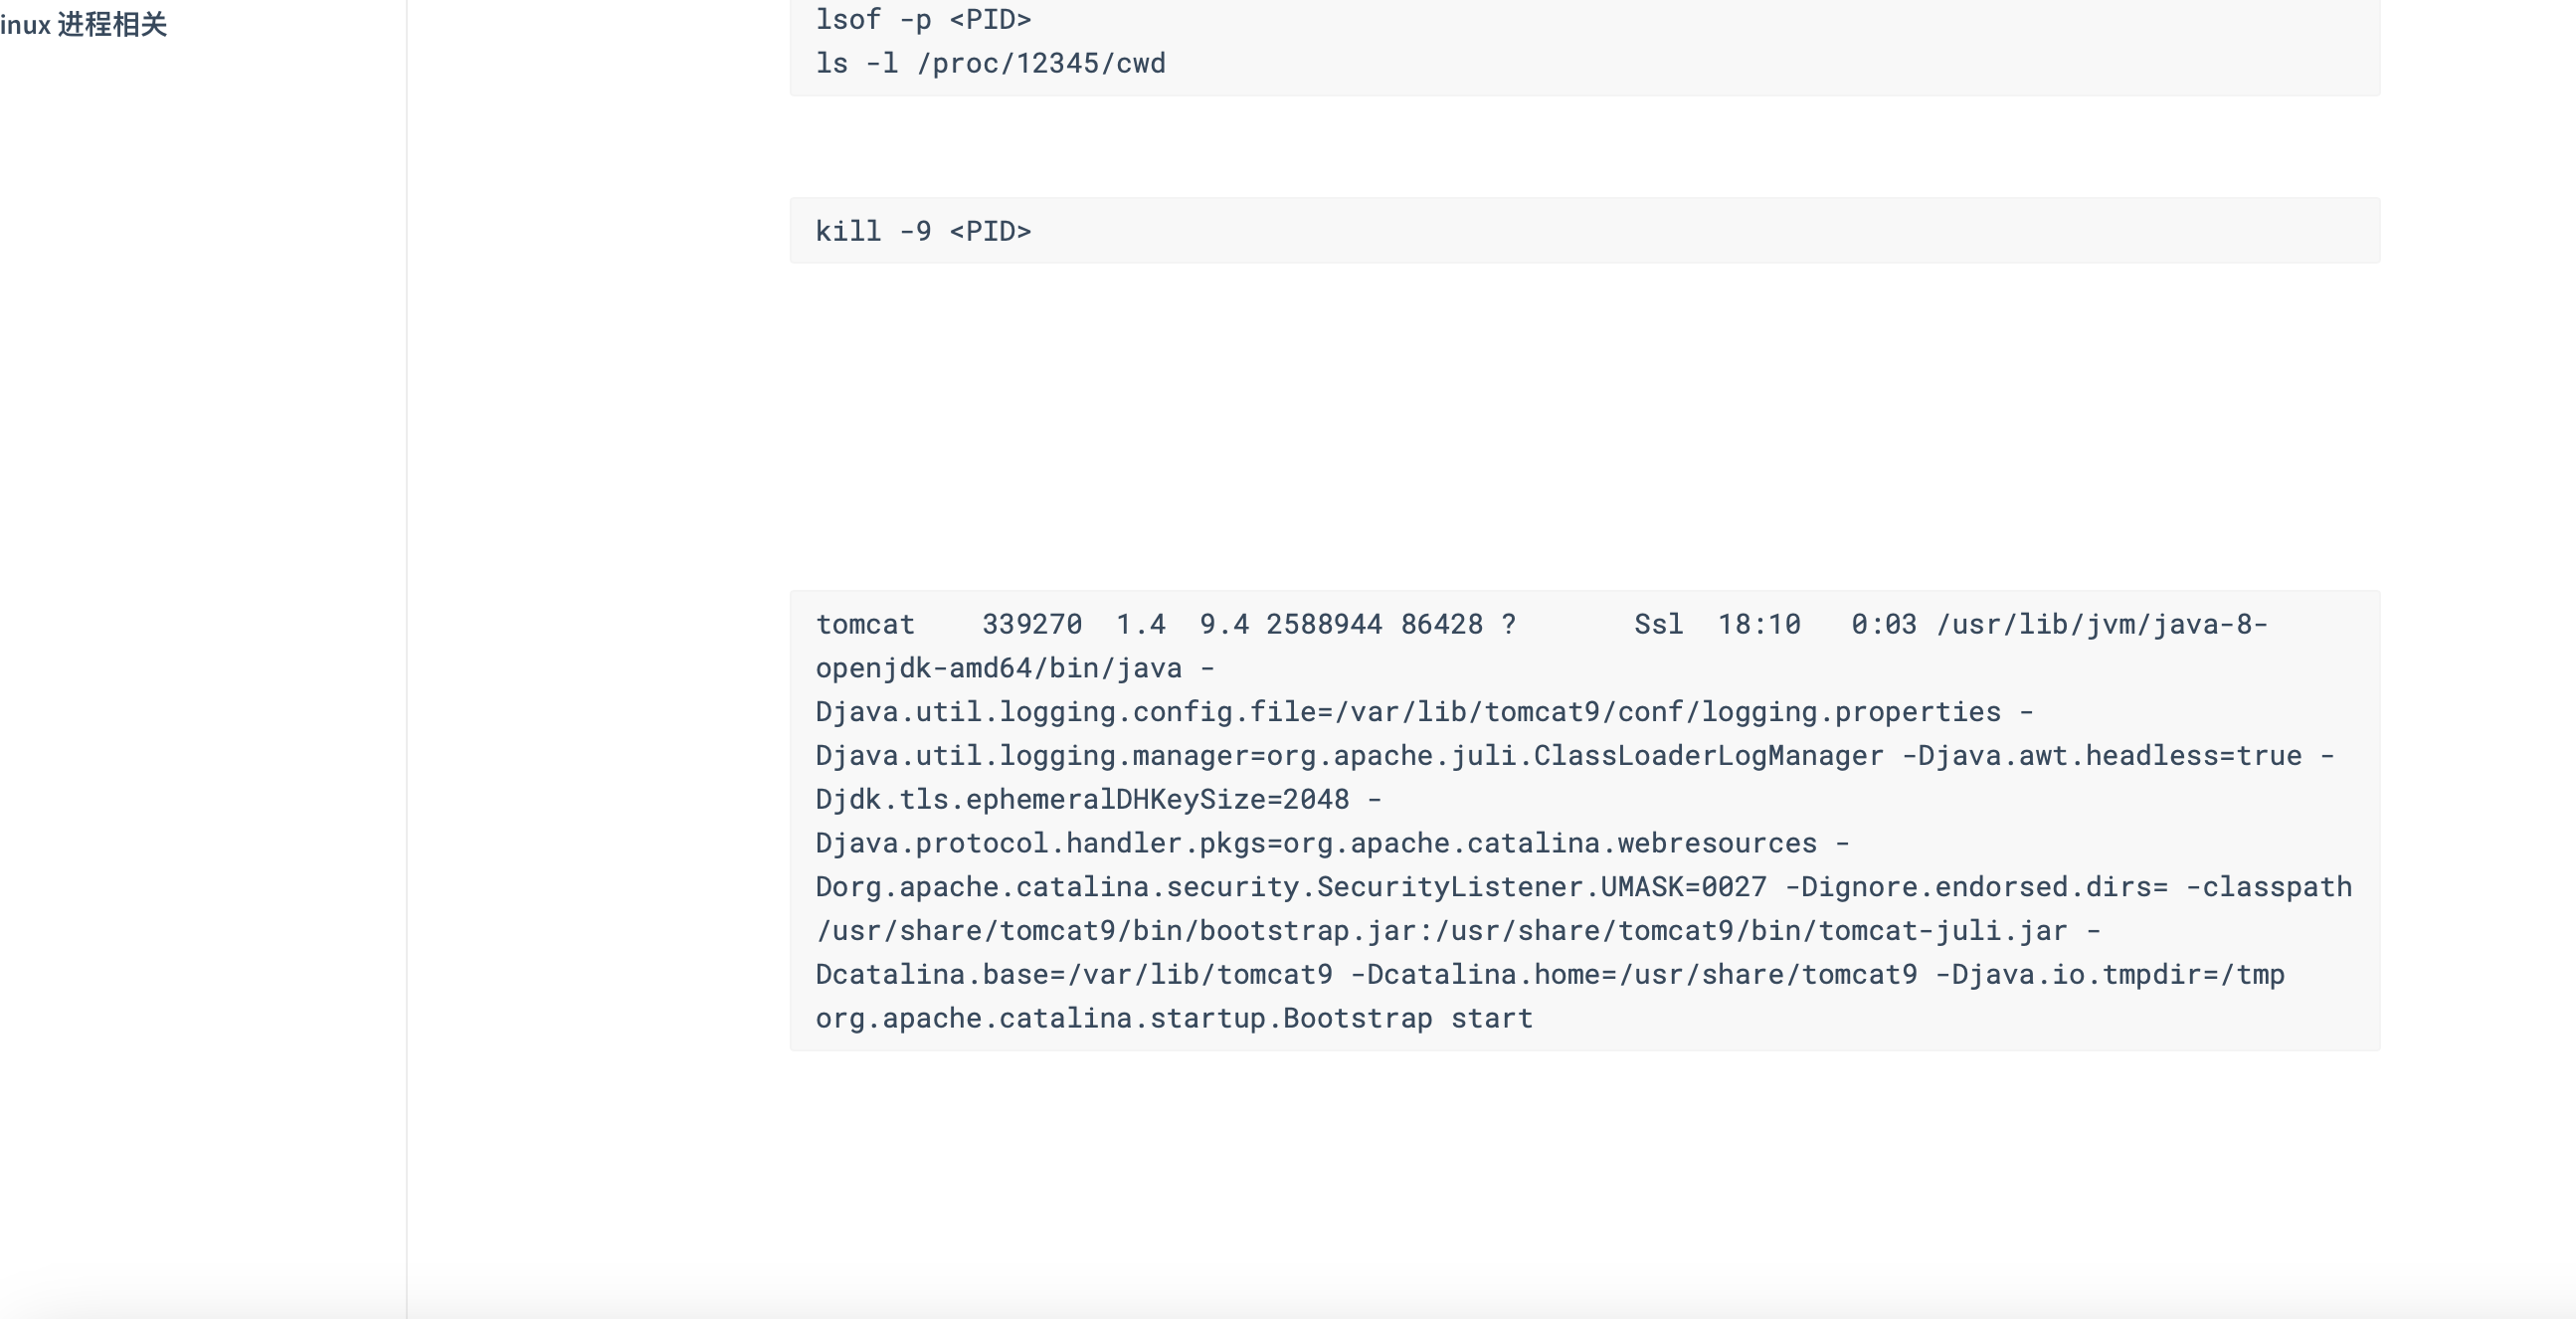 inux 进程相关
lsof -p <PID>
ls -l /proc/12345/cwd
kill -9 <PID>
tomcat    339270  1.4  9.4 2588944 86428 ?       Ssl  18:10   0:03 /usr/lib/jvm/java-8-
openjdk-amd64/bin/java -
Djava.util.logging.config.file=/var/lib/tomcat9/conf/logging.properties -
Djava.util.logging.manager=org.apache.juli.ClassLoaderLogManager -Djava.awt.headless=true -
Djdk.tls.ephemeralDHKeySize=2048 -
Djava.protocol.handler.pkgs=org.apache.catalina.webresources -
Dorg.apache.catalina.security.SecurityListener.UMASK=0027 -Dignore.endorsed.dirs= -classpath
/usr/share/tomcat9/bin/bootstrap.jar:/usr/share/tomcat9/bin/tomcat-juli.jar -
Dcatalina.base=/var/lib/tomcat9 -Dcatalina.home=/usr/share/tomcat9 -Djava.io.tmpdir=/tmp
org.apache.catalina.startup.Bootstrap start